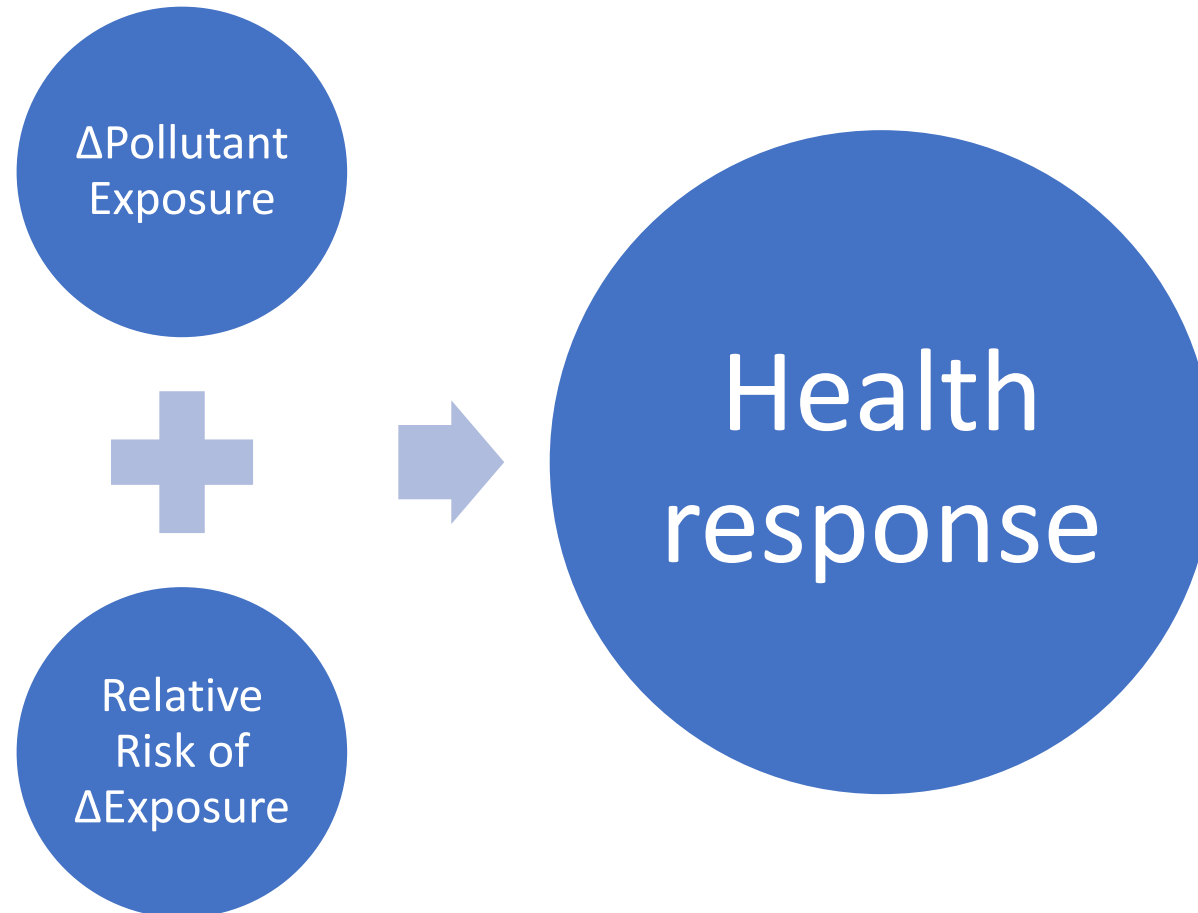 ΔPollutant
Exposure
Relative
Risk of
ΔExposure
Health
response